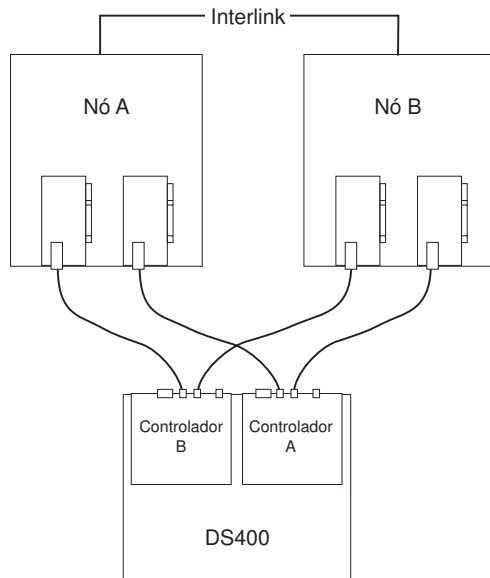 Interlink
Nó A
Nó B
Controlador
B
Controlador
A
DS400